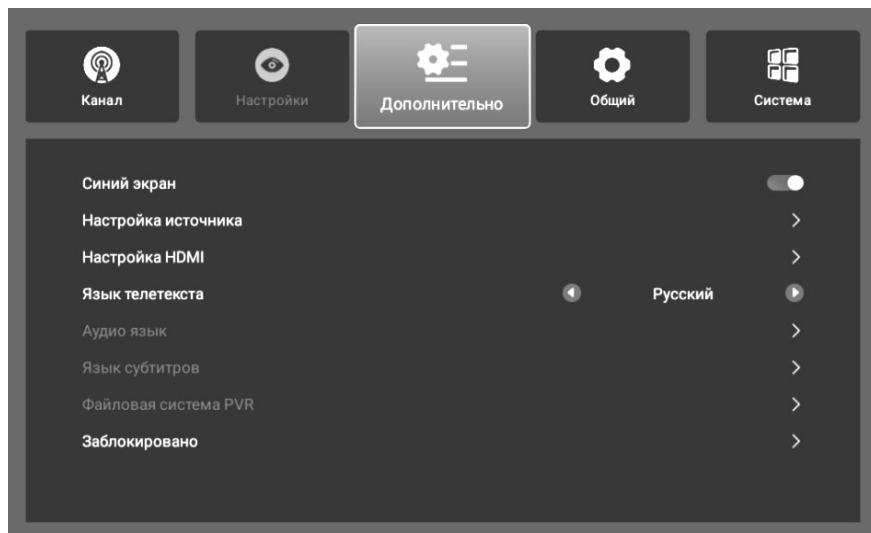 Канал
Настройки
Дополнительно
Общий
Система
Синий экран
Настройка источника
Настройка HDMI
Язык телетекста
Русский
Аудио язык
Язык субтитров
Файловая система PVR
Заблокировано